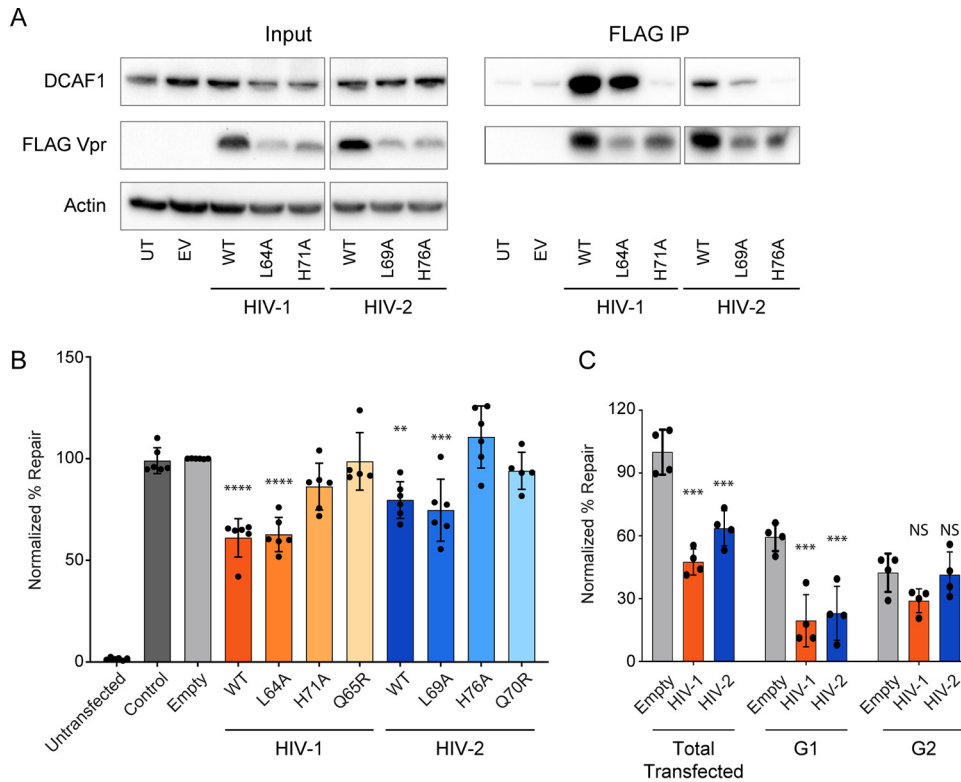 A
Input
FLAG IP
DCAF1
FLAG Vpr
Actin
UT EV WT L64A H71A WT L69A H76A UT EV WT L64A H71A WT L69A H76A
HIV-1 HIV-2 HIV-1 HIV-2
B
Normalized % Repair
150
100
50
0
**** **** ** ***
Untransfected Control Empty WT L64A H71A Q65R WT L69A H76A Q70R
HIV-1 HIV-2
C
Normalized % Repair
120
90
60
30
0
*** *** *** *** NS NS
Empty HIV-1 HIV-2 Empty HIV-1 HIV-2 Empty HIV-1 HIV-2
Total G1 G2
Transfected